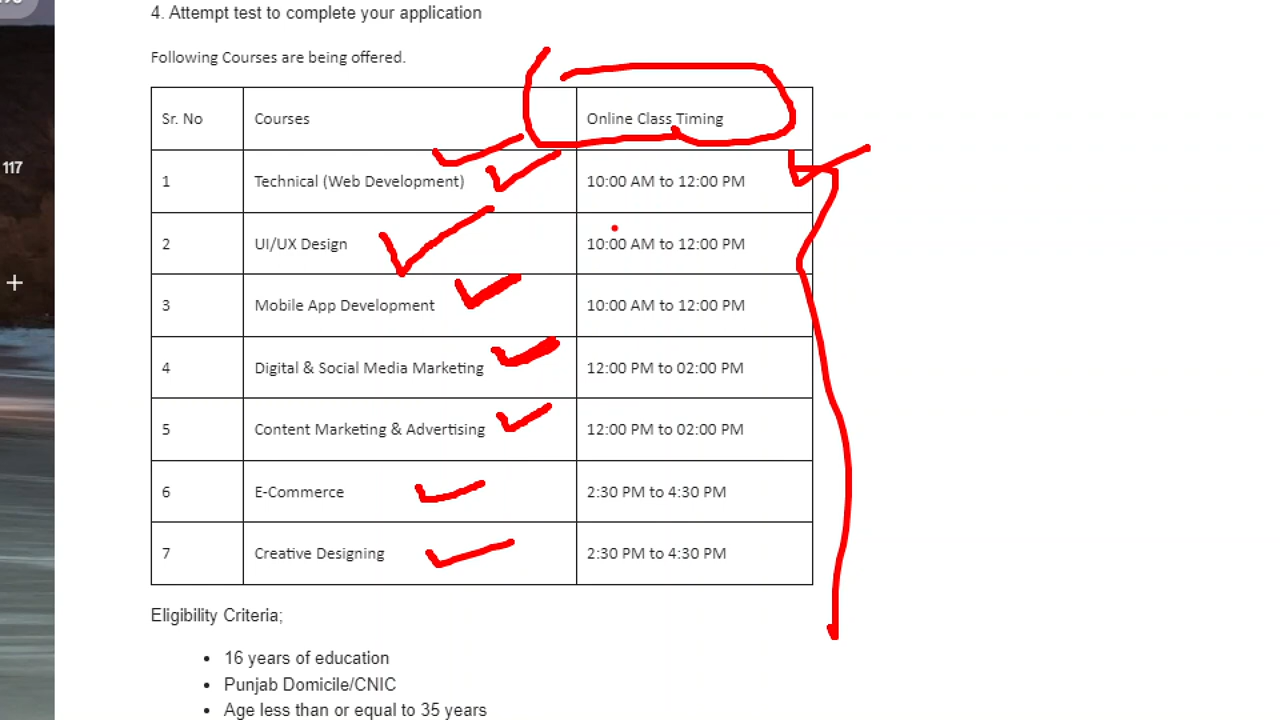 4. Attempt test to complete your application
Following Courses are being offered.
Sr. No Courses Online Class Timing
1 Technical (Web Development) 10:00 AM to 12:00 PM
2 UI/UX Design 10:00 AM to 12:00 PM
3 Mobile App Development 10:00 AM to 12:00 PM
4 Digital & Social Media Marketing 12:00 PM to 02:00 PM
5 Content Marketing & Advertising 12:00 PM to 02:00 PM
6 E-Commerce 2:30 PM to 4:30 PM
7 Creative Designing 2:30 PM to 4:30 PM
Eligibility Criteria;
• 16 years of education
• Punjab Domicile/CNIC
• Age less than or equal to 35 years
117
+